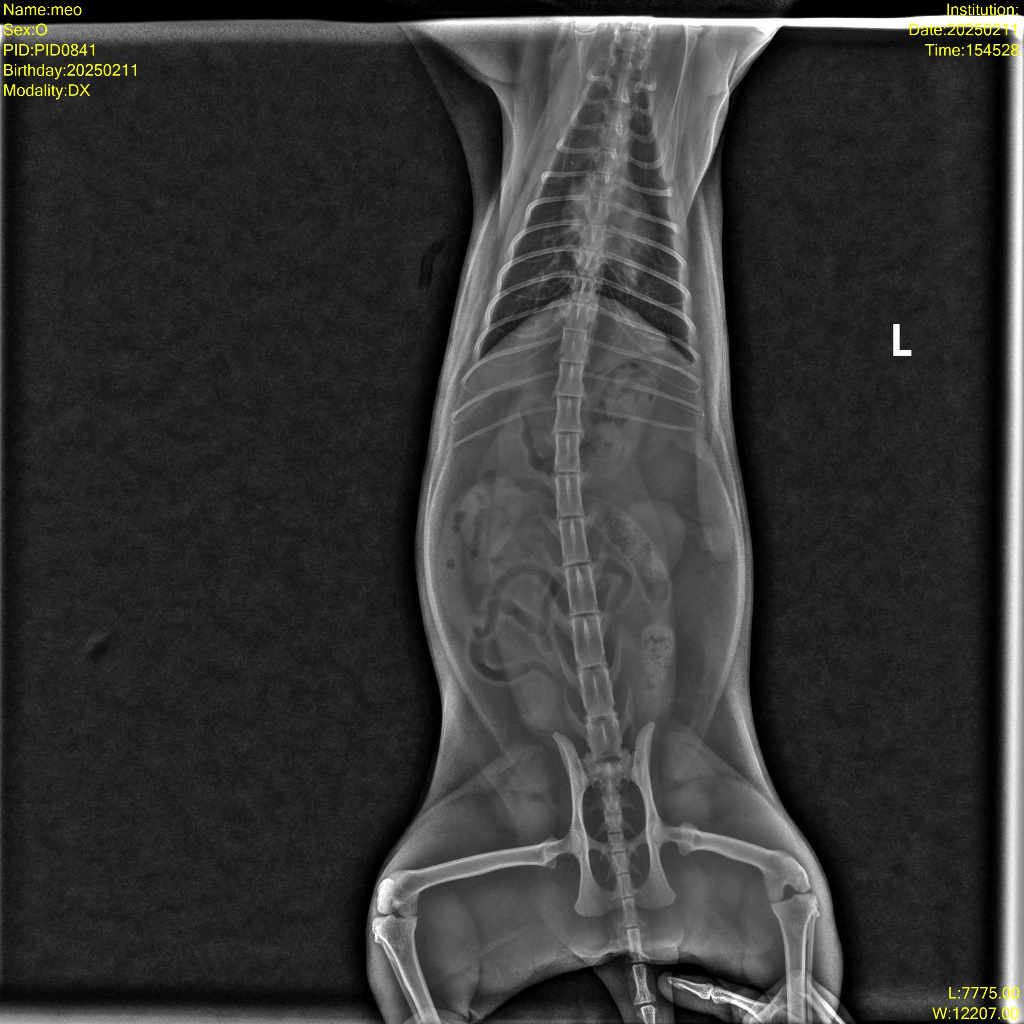 Name:meo
Sex:O
PID:PID0841
Birthday:20250211
Modality:DX
Institution:
Date:20250211
Time:154528
L
L:7775.00
W:12207.00